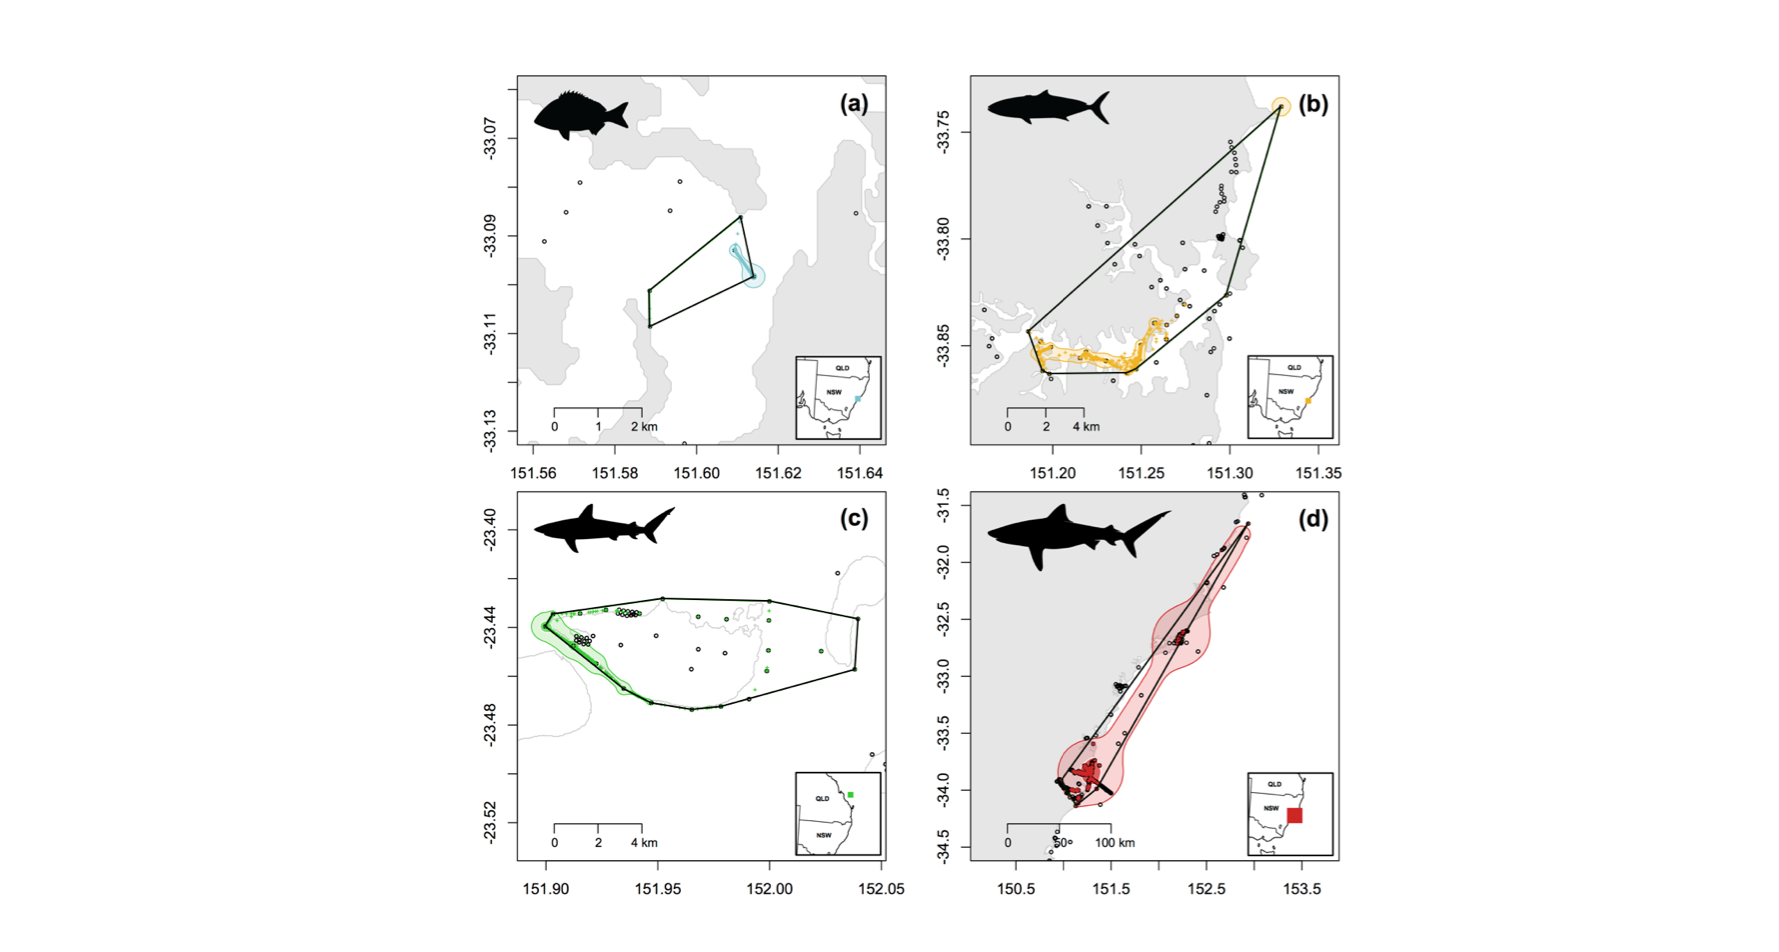 (a)
-33.07
-33.09
-33.11
-33.13
QLD
NSW
0 1 2 km
151.56 151.58 151.60 151.62 151.64
(b)
-33.75
-33.80
-33.85
QLD
NSW
0 2 4 km
151.20 151.25 151.30 151.35
(c)
-23.40
-23.44
-23.48
-23.52
QLD
NSW
0 2 4 km
151.90 151.95 152.00 152.05
(d)
-31.5
-32.0
-32.5
-33.0
-33.5
-34.0
-34.5
QLD
NSW
0 50 100 km
150.5 151.5 152.5 153.5